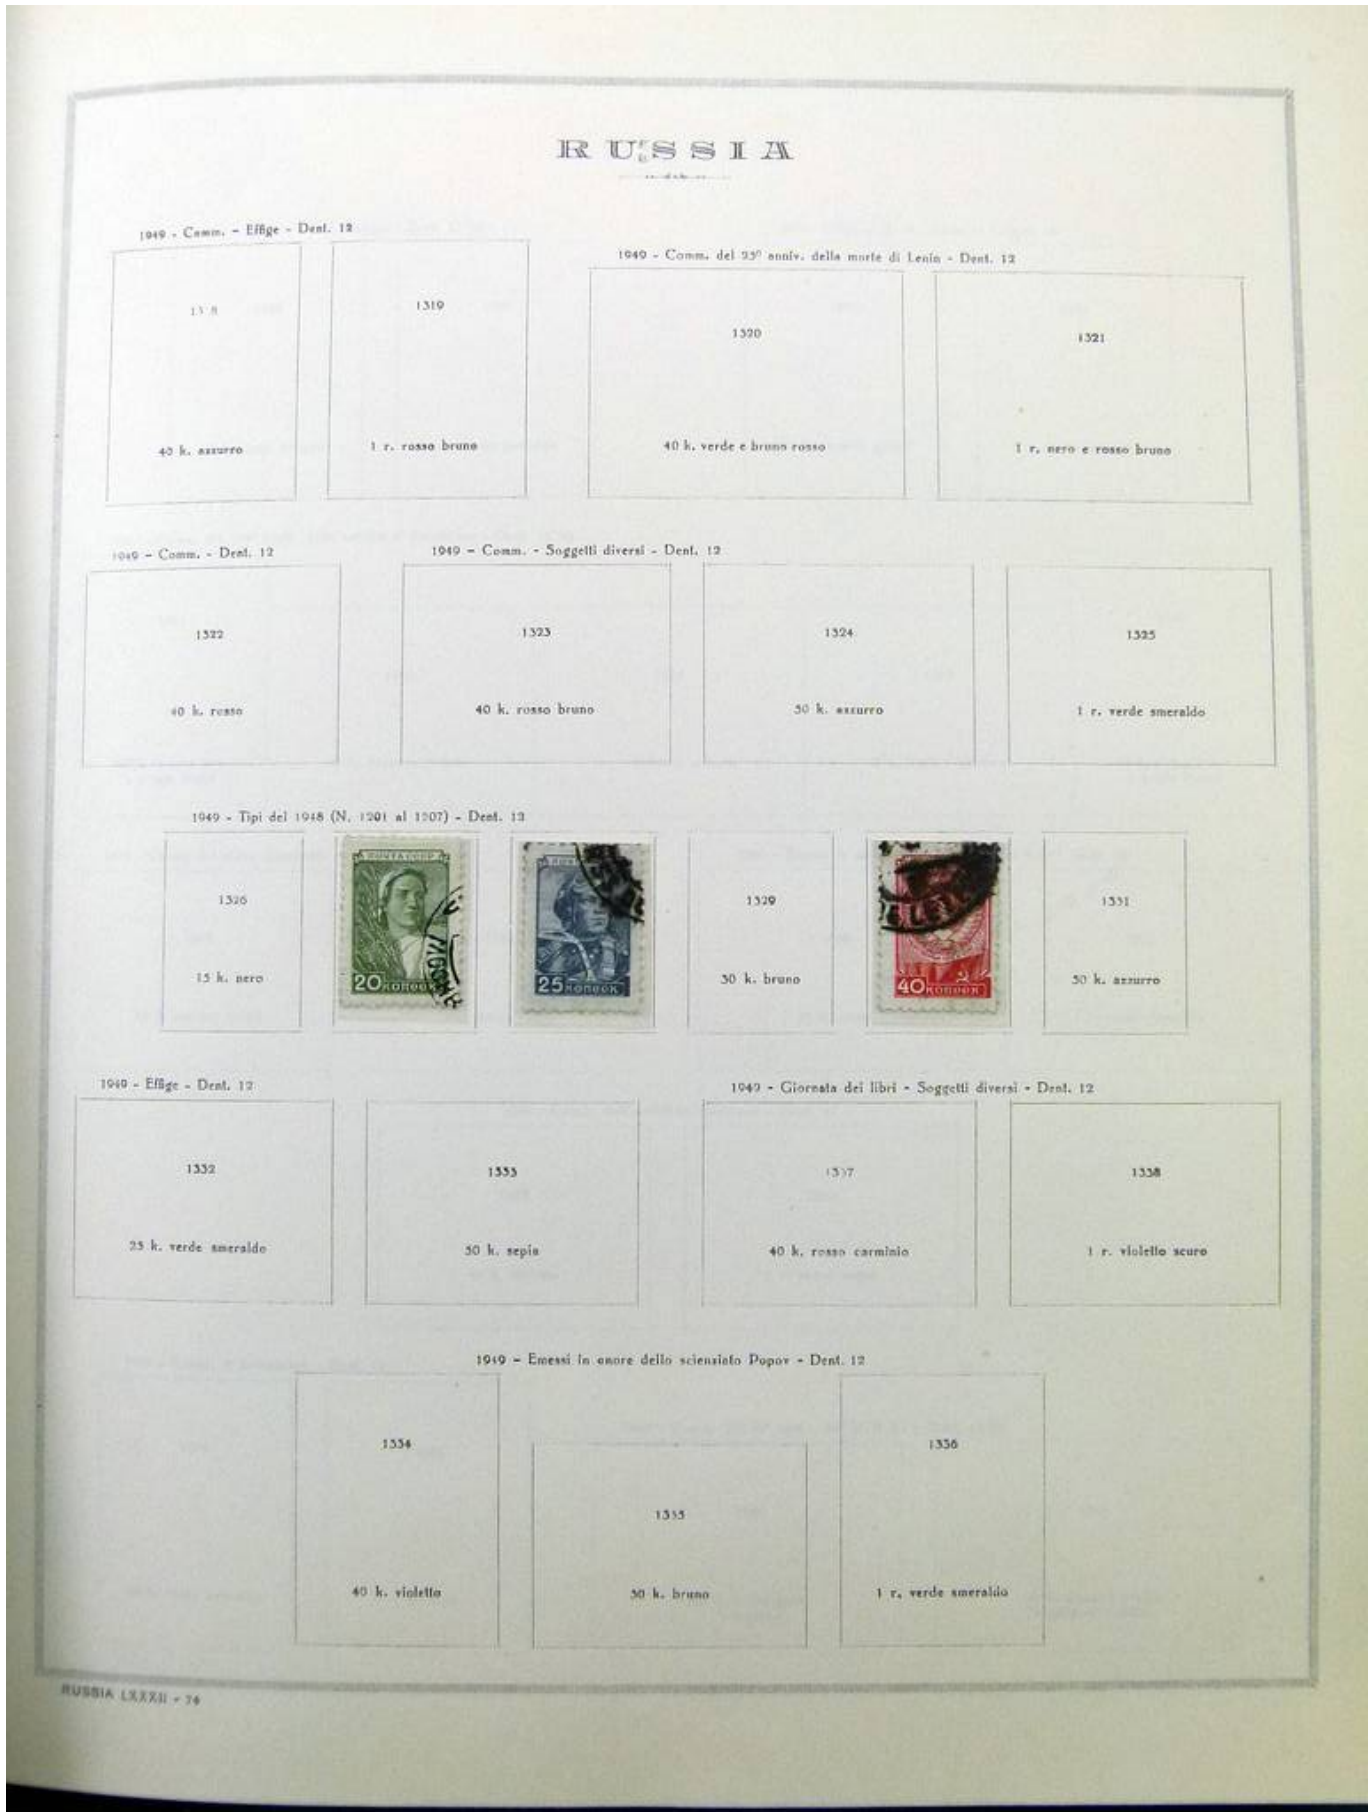 RUSSIA
1949 - Comm. - Effige - Dent. 12
1949 - Comm. del 25º anniv. della morte di Lenin - Dent. 12
1319
1320
1321
40 k. azzurro
1 r. rosso bruno
40 k. verde e bruno rosso
1 r. nero e rosso bruno
1949 - Comm. - Dent. 12
1949 - Comm. - Soggetti diversi - Dent. 12
1322
1323
1324
1325
40 k. rosso
40 k. rosso bruno
50 k. azzurro
1 r. verde smeraldo
1949 - Tipi del 1948 (N. 1201 al 1207) - Dent. 12
1326
ПОЧТА СССР
20 КОПЕЕК
25 КОПЕЕК
1329
40 КОПЕЕК
1331
15 k. nero
30 k. bruno
50 k. azzurro
1949 - Effige - Dent. 12
1949 - Giornata dei libri - Soggetti diversi - Dent. 12
1332
1333
1337
1338
25 k. verde smeraldo
50 k. sepia
40 k. rosso carminio
1 r. violetto scuro
1949 - Emessi in onore dello scienziato Popov - Dent. 12
1334
1336
1335
40 k. violetto
50 k. bruno
1 r. verde smeraldo
RUSSIA LXXXII - 76